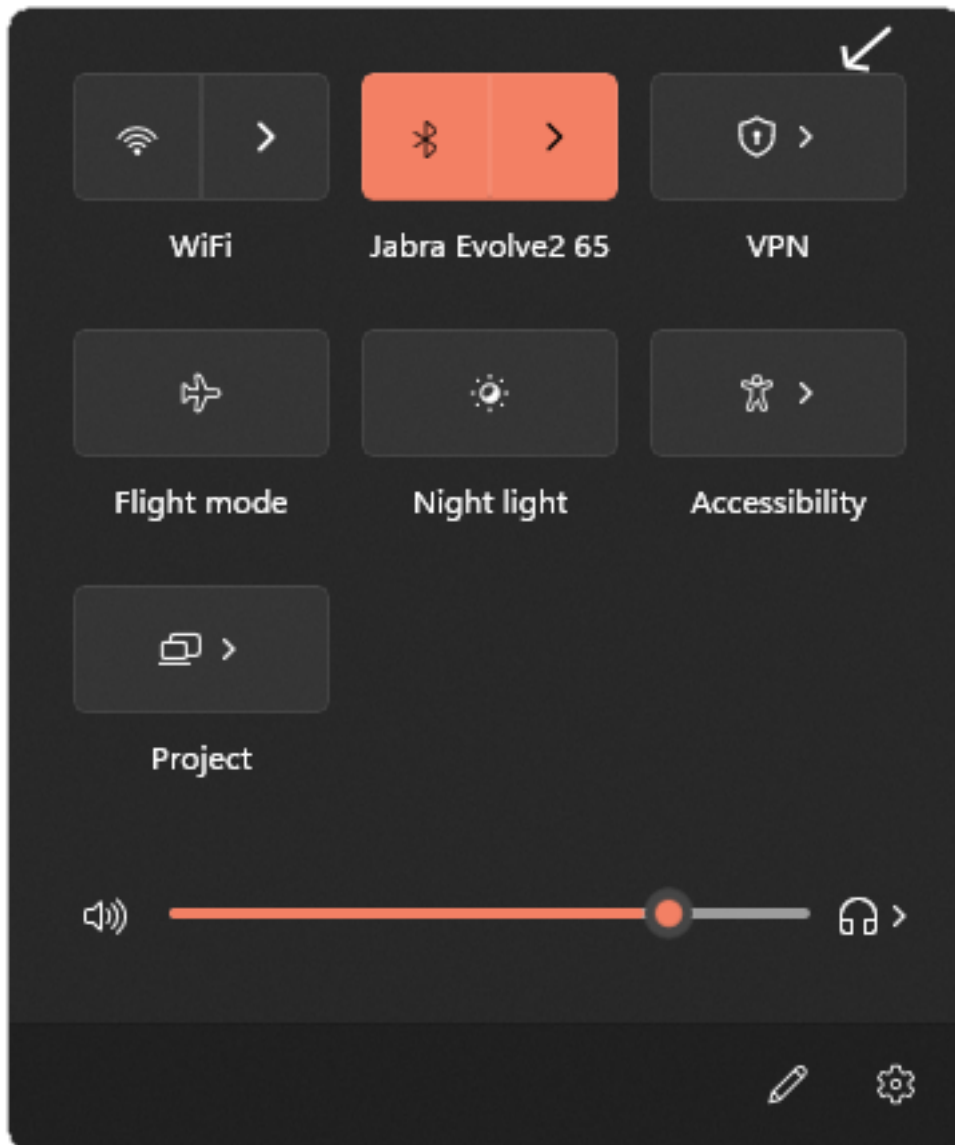 WiFi
Jabra Evolve2 65
VPN
Flight mode
Night light
Accessibility
Project